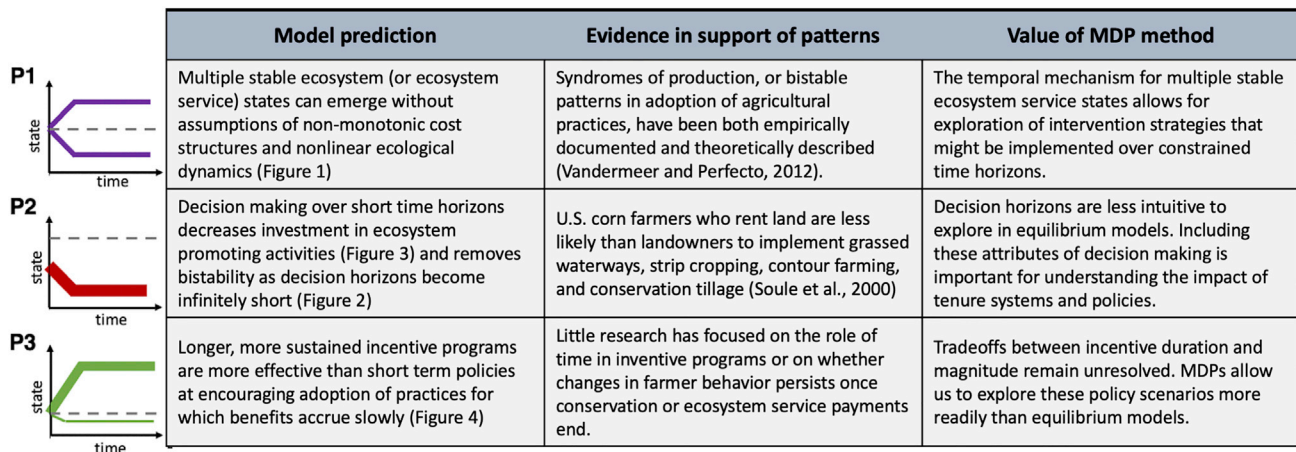 Model prediction
Evidence in support of patterns
Value of MDP method
P1
state
time
Multiple stable ecosystem (or ecosystem
service) states can emerge without
assumptions of non-monotonic cost
structures and nonlinear ecological
dynamics (Figure 1)
Syndromes of production, or bistable
patterns in adoption of agricultural
practices, have been both empirically
documented and theoretically described
(Vandermeer and Perfecto, 2012).
The temporal mechanism for multiple stable
ecosystem service states allows for
exploration of intervention strategies that
might be implemented over constrained
time horizons.
P2
state
time
Decision making over short time horizons
decreases investment in ecosystem
promoting activities (Figure 3) and removes
bistability as decision horizons become
infinitely short (Figure 2)
U.S. corn farmers who rent land are less
likely than landowners to implement grassed
waterways, strip cropping, contour farming,
and conservation tillage (Soule et al., 2000)
Decision horizons are less intuitive to
explore in equilibrium models. Including
these attributes of decision making is
important for understanding the impact of
tenure systems and policies.
P3
state
time
Longer, more sustained incentive programs
are more effective than short term policies
at encouraging adoption of practices for
which benefits accrue slowly (Figure 4)
Little research has focused on the role of
time in inventive programs or on whether
changes in farmer behavior persists once
conservation or ecosystem service payments
end.
Tradeoffs between incentive duration and
magnitude remain unresolved. MDPs allow
us to explore these policy scenarios more
readily than equilibrium models.